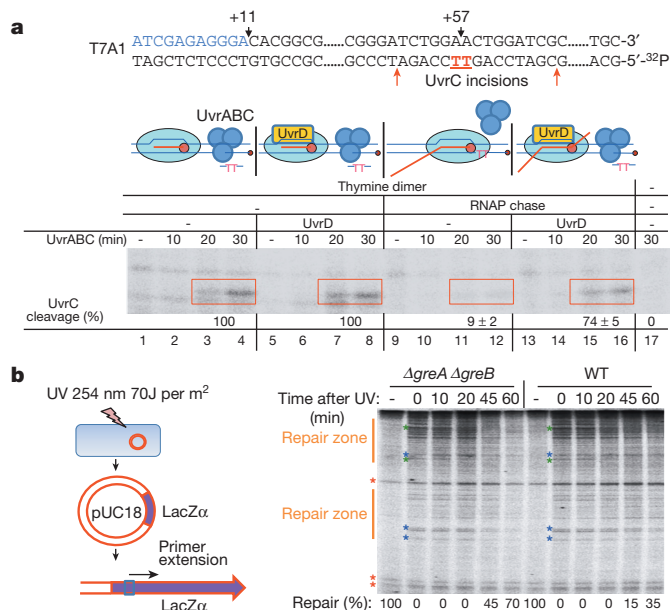 a
+11 +57
T7A1
ATCGAGAGGGACACGGCG......CGGGATCTGGAACTGGATCGC......TGC-3′
TAGCTCTCCCTGTGCCGC......GCCCTAGACCTTGACCTAGCG......ACG-5′-32P
UvrC incisions
UvrABC
UvrD UvrD
TT TT TT TT
Thymine dimer -
- RNAP chase -
- UvrD - UvrD -
UvrABC (min) - 10 20 30 - 10 20 30 - 10 20 30 - 10 20 30 30
UvrC cleavage (%) 100 100 9 ± 2 74 ± 5 0
1 2 3 4 5 6 7 8 9 10 11 12 13 14 15 16 17
b
UV 254 nm 70J per m2
pUC18
LacZα
Primer extension
LacZα
ΔgreA ΔgreB WT
Time after UV: (min) - 0 10 20 45 60 - 0 10 20 45 60
Repair zone
Repair zone
Repair (%): 100 0 0 0 45 70 100 0 0 0 15 35